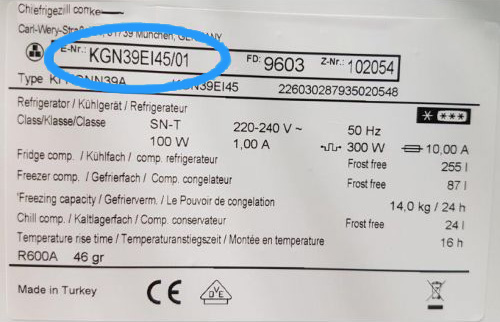 Carl-Wery-Straße 81739 München, GERMANY
E-Nr.: KGN39EI45/01 FD: 9603 Z-Nr.: 102054
Type KGN39EI45 226030287935020548
Refrigerator / Kühlgerät / Refrigerateur
Class/Klasse/Classe SN-T 220-240 V ~ 50 Hz
100 W 1,00 A 300 W 10,00 A
Fridge comp. / Kühlfach / comp. refrigerateur Frost free 255 l
Freezer comp. / Gefrierfach / Comp. congelateur Frost free 87 l
Freezing capacity / Gefrierverm. / Le Pouvoir de congelation 14,0 kg / 24 h
Chill comp. / Kaltlagerfach / Comp. conservateur Frost free 24 l
Temperature rise time / Temperaturanstiegszeit / Montée en température 16 h
R600A 46 gr
Made in Turkey CE DVE